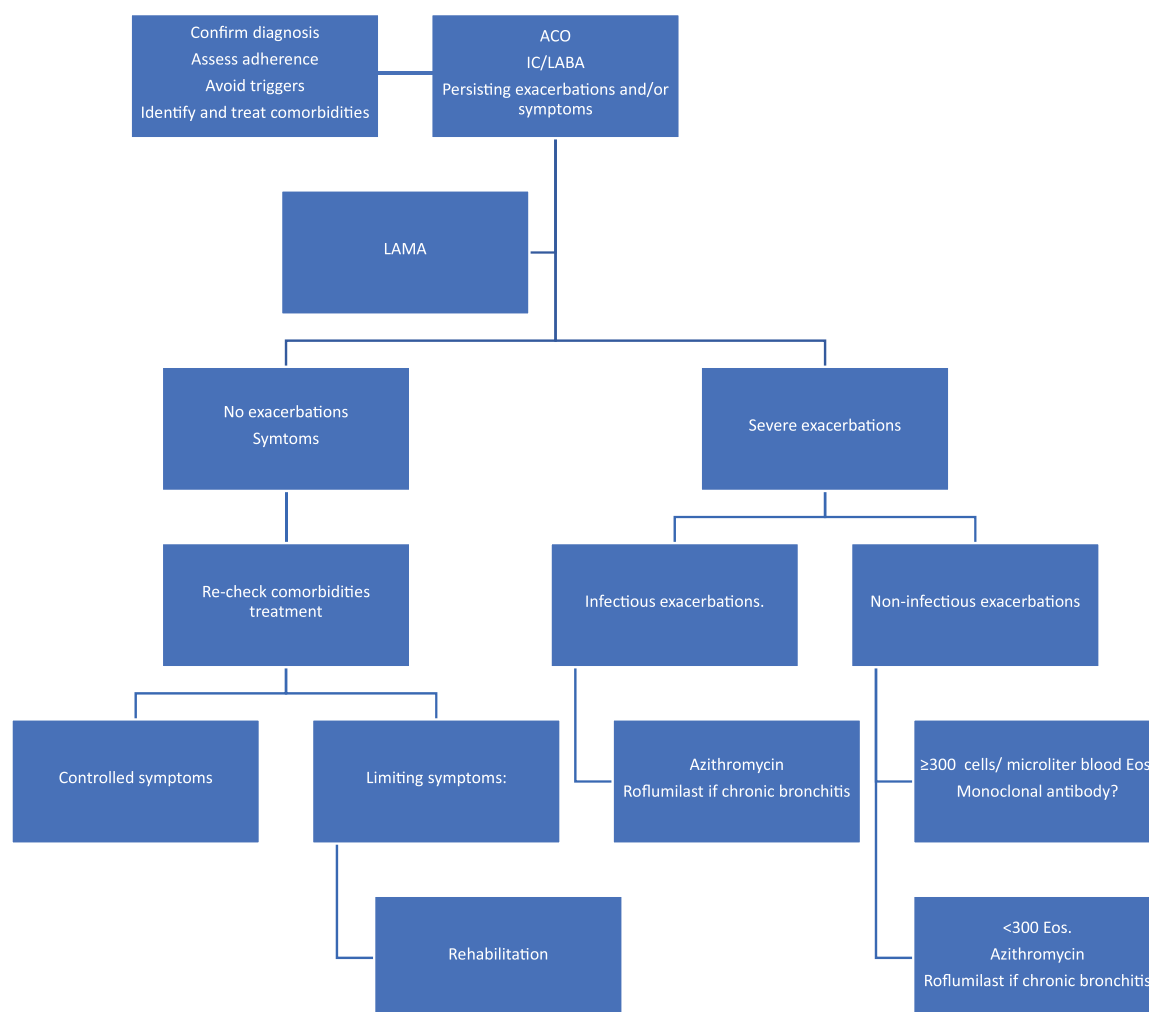 Confirm diagnosis
Assess adherence
Avoid triggers
Identify and treat comorbidities
ACO
IC/LABA
Persisting exacerbations and/or
symptoms
LAMA
No exacerbations
Symtoms
Severe exacerbations
Re-check comorbidities
treatment
Infectious exacerbations.
Non-infectious exacerbations
Controlled symptoms
Limiting symptoms:
Azithromycin
Roflumilast if chronic bronchitis
≥300 cells/ microliter blood Eos
Monoclonal antibody?
Rehabilitation
<300 Eos.
Azithromycin
Roflumilast if chronic bronchitis